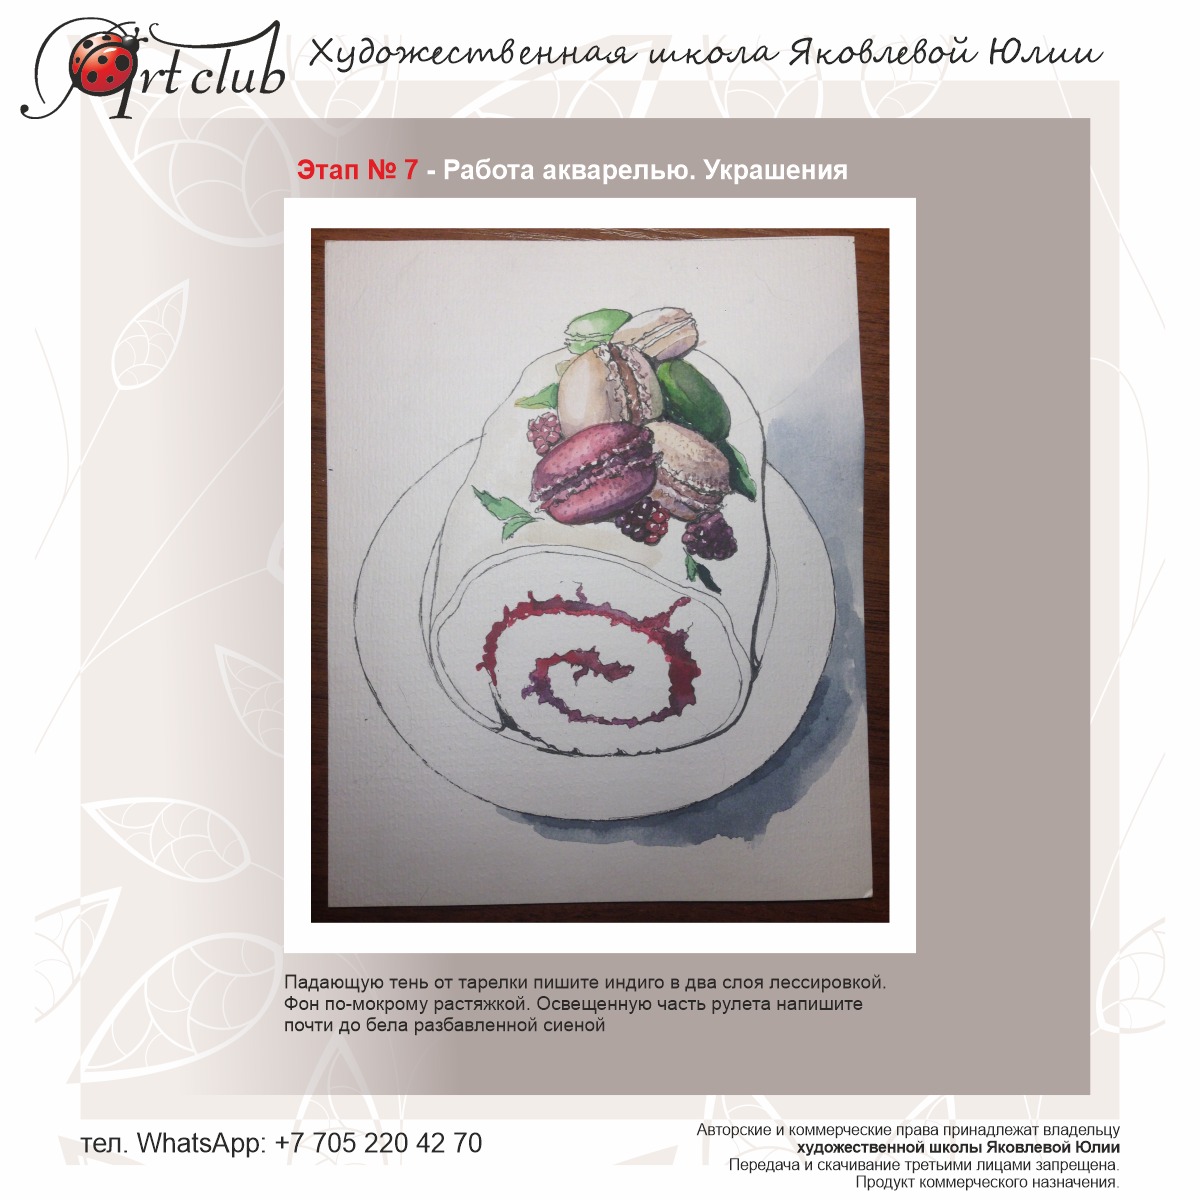 Art club
Художественная школа Яковлевой Юлии
Этап № 7 - Работа акварелью. Украшения
Падающую тень от тарелки пишите индиго в два слоя лессировкой.
Фон по-мокрому растяжкой. Освещенную часть рулета напишите
почти до бела разбавленной сиеной
тел. WhatsApp: +7 705 220 42 70
Авторские и коммерческие права принадлежат владельцу
художественной школы Яковлевой Юлии
Передача и скачивание третьими лицами запрещена.
Продукт коммерческого назначения.